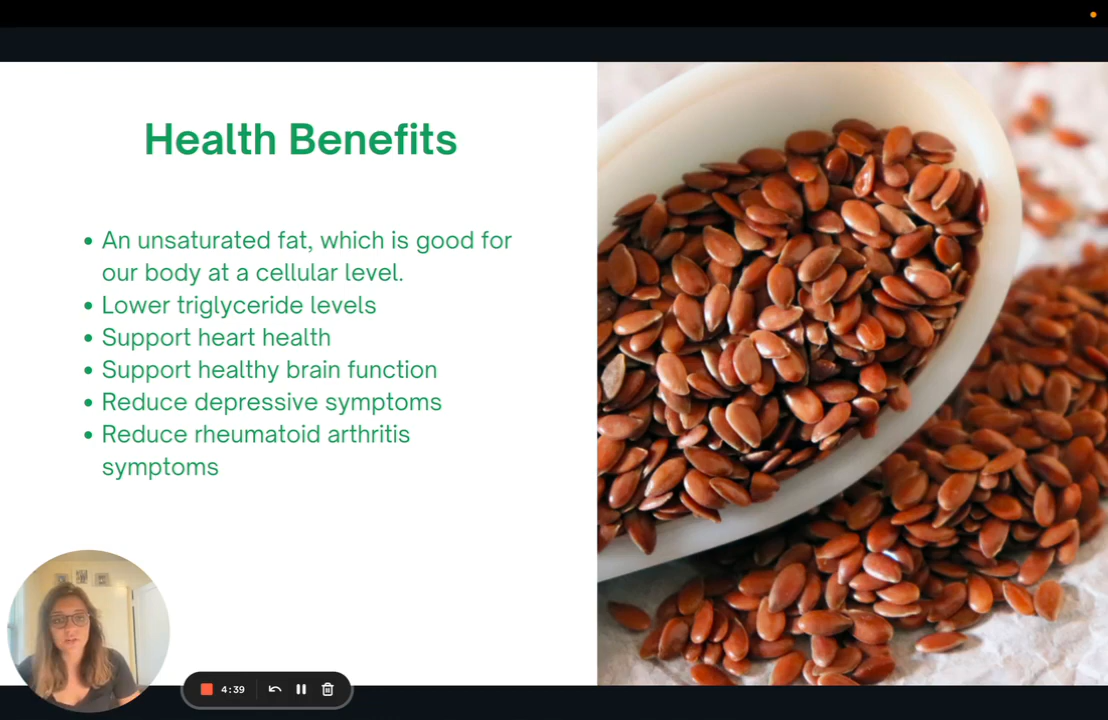 Health Benefits
• An unsaturated fat, which is good for
our body at a cellular level.
• Lower triglyceride levels
• Support heart health
• Support healthy brain function
• Reduce depressive symptoms
• Reduce rheumatoid arthritis
symptoms
4:39